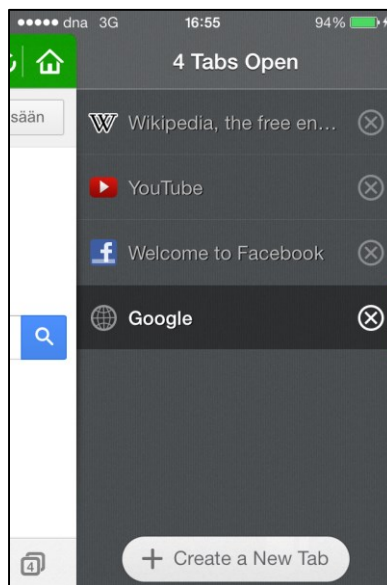 dna 3G 16:55 94%
4 Tabs Open
sään
W Wikipedia, the free en...
YouTube
f Welcome to Facebook
Google
4
+ Create a New Tab